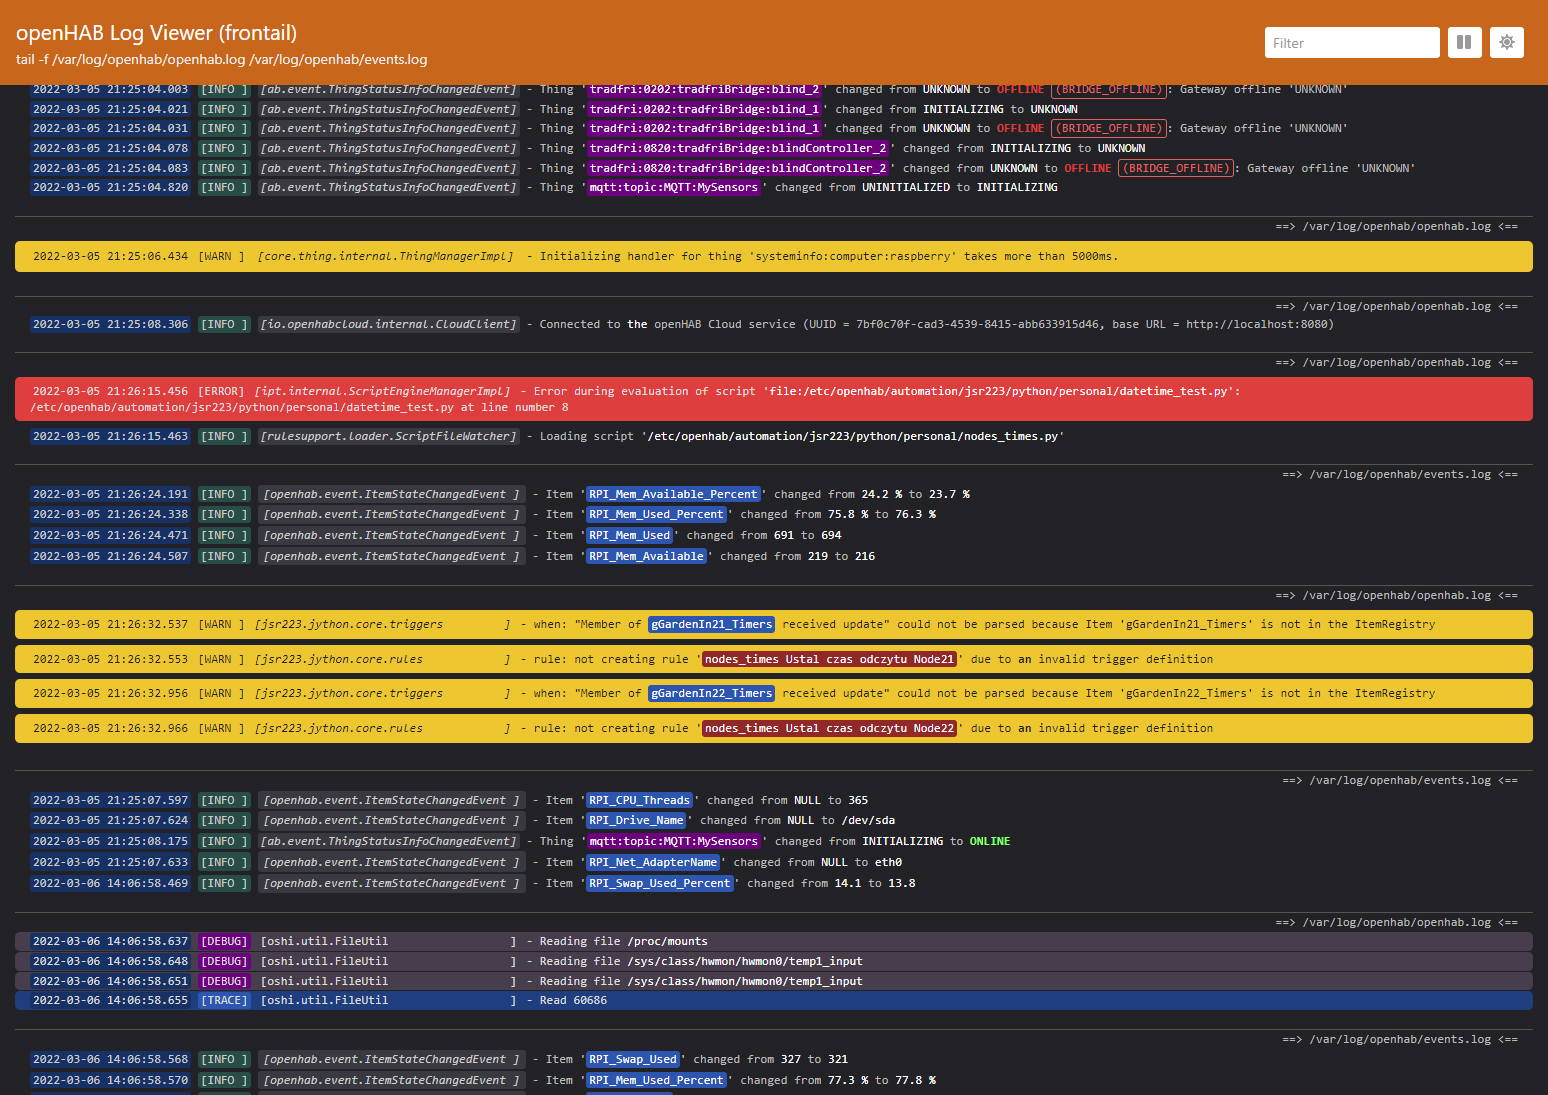 openHAB Log Viewer (frontail)
tail -f /var/log/openhab/openhab.log /var/log/openhab/events.log
Filter
2022-03-05 21:25:04.003 [INFO ] [ab.event.ThingStatusInfoChangedEvent] - Thing 'tradfri:0202:tradfriBridge:blind_2' changed from UNKNOWN to OFFLINE (BRIDGE_OFFLINE): Gateway offline 'UNKNOWN'
2022-03-05 21:25:04.021 [INFO ] [ab.event.ThingStatusInfoChangedEvent] - Thing 'tradfri:0202:tradfriBridge:blind_1' changed from INITIALIZING to UNKNOWN
2022-03-05 21:25:04.031 [INFO ] [ab.event.ThingStatusInfoChangedEvent] - Thing 'tradfri:0202:tradfriBridge:blind_1' changed from UNKNOWN to OFFLINE (BRIDGE_OFFLINE): Gateway offline 'UNKNOWN'
2022-03-05 21:25:04.078 [INFO ] [ab.event.ThingStatusInfoChangedEvent] - Thing 'tradfri:0820:tradfriBridge:blindController_2' changed from INITIALIZING to UNKNOWN
2022-03-05 21:25:04.083 [INFO ] [ab.event.ThingStatusInfoChangedEvent] - Thing 'tradfri:0820:tradfriBridge:blindController_2' changed from UNKNOWN to OFFLINE (BRIDGE_OFFLINE): Gateway offline 'UNKNOWN'
2022-03-05 21:25:04.820 [INFO ] [ab.event.ThingStatusInfoChangedEvent] - Thing 'mqtt:topic:MQTT:MySensors' changed from UNINITIALIZED to INITIALIZING
==> /var/log/openhab/openhab.log <==
2022-03-05 21:25:06.434 [WARN ] [core.thing.internal.ThingManagerImpl] - Initializing handler for thing 'systeminfo:computer:raspberry' takes more than 5000ms.
==> /var/log/openhab/openhab.log <==
2022-03-05 21:25:08.306 [INFO ] [io.openhabcloud.internal.CloudClient] - Connected to the openHAB Cloud service (UUID = 7bf0c70f-cad3-4539-8415-abb633915d46, base URL = http://localhost:8080)
==> /var/log/openhab/openhab.log <==
2022-03-05 21:26:15.456 [ERROR] [ipt.internal.ScriptEngineManagerImpl] - Error during evaluation of script 'file:/etc/openhab/automation/jsr223/python/personal/datetime_test.py':
/etc/openhab/automation/jsr223/python/personal/datetime_test.py at line number 8
2022-03-05 21:26:15.463 [INFO ] [rulesupport.loader.ScriptFileWatcher] - Loading script '/etc/openhab/automation/jsr223/python/personal/nodes_times.py'
==> /var/log/openhab/events.log <==
2022-03-05 21:26:24.191 [INFO ] [openhab.event.ItemStateChangedEvent ] - Item 'RPI_Mem_Available_Percent' changed from 24.2 % to 23.7 %
2022-03-05 21:26:24.338 [INFO ] [openhab.event.ItemStateChangedEvent ] - Item 'RPI_Mem_Used_Percent' changed from 75.8 % to 76.3 %
2022-03-05 21:26:24.471 [INFO ] [openhab.event.ItemStateChangedEvent ] - Item 'RPI_Mem_Used' changed from 691 to 694
2022-03-05 21:26:24.507 [INFO ] [openhab.event.ItemStateChangedEvent ] - Item 'RPI_Mem_Available' changed from 219 to 216
==> /var/log/openhab/openhab.log <==
2022-03-05 21:26:32.537 [WARN ] [jsr223.jython.core.triggers ] - when: "Member of gGardenIn21_Timers received update" could not be parsed because Item 'gGardenIn21_Timers' is not in the ItemRegistry
2022-03-05 21:26:32.553 [WARN ] [jsr223.jython.core.rules ] - rule: not creating rule 'nodes_times Ustal czas odczytu Node21' due to an invalid trigger definition
2022-03-05 21:26:32.956 [WARN ] [jsr223.jython.core.triggers ] - when: "Member of gGardenIn22_Timers received update" could not be parsed because Item 'gGardenIn22_Timers' is not in the ItemRegistry
2022-03-05 21:26:32.966 [WARN ] [jsr223.jython.core.rules ] - rule: not creating rule 'nodes_times Ustal czas odczytu Node22' due to an invalid trigger definition
==> /var/log/openhab/events.log <==
2022-03-05 21:25:07.597 [INFO ] [openhab.event.ItemStateChangedEvent ] - Item 'RPI_CPU_Threads' changed from NULL to 365
2022-03-05 21:25:07.624 [INFO ] [openhab.event.ItemStateChangedEvent ] - Item 'RPI_Drive_Name' changed from NULL to /dev/sda
2022-03-05 21:25:08.175 [INFO ] [ab.event.ThingStatusInfoChangedEvent] - Thing 'mqtt:topic:MQTT:MySensors' changed from INITIALIZING to ONLINE
2022-03-05 21:25:07.633 [INFO ] [openhab.event.ItemStateChangedEvent ] - Item 'RPI_Net_AdapterName' changed from NULL to eth0
2022-03-06 14:06:58.469 [INFO ] [openhab.event.ItemStateChangedEvent ] - Item 'RPI_Swap_Used_Percent' changed from 14.1 to 13.8
==> /var/log/openhab/openhab.log <==
2022-03-06 14:06:58.637 [DEBUG] [oshi.util.FileUtil ] - Reading file /proc/mounts
2022-03-06 14:06:58.648 [DEBUG] [oshi.util.FileUtil ] - Reading file /sys/class/hwmon/hwmon0/temp1_input
2022-03-06 14:06:58.651 [DEBUG] [oshi.util.FileUtil ] - Reading file /sys/class/hwmon/hwmon0/temp1_input
2022-03-06 14:06:58.655 [TRACE] [oshi.util.FileUtil ] - Read 60686
==> /var/log/openhab/events.log <==
2022-03-06 14:06:58.568 [INFO ] [openhab.event.ItemStateChangedEvent ] - Item 'RPI_Swap_Used' changed from 327 to 321
2022-03-06 14:06:58.570 [INFO ] [openhab.event.ItemStateChangedEvent ] - Item 'RPI_Mem_Used_Percent' changed from 77.3 % to 77.8 %